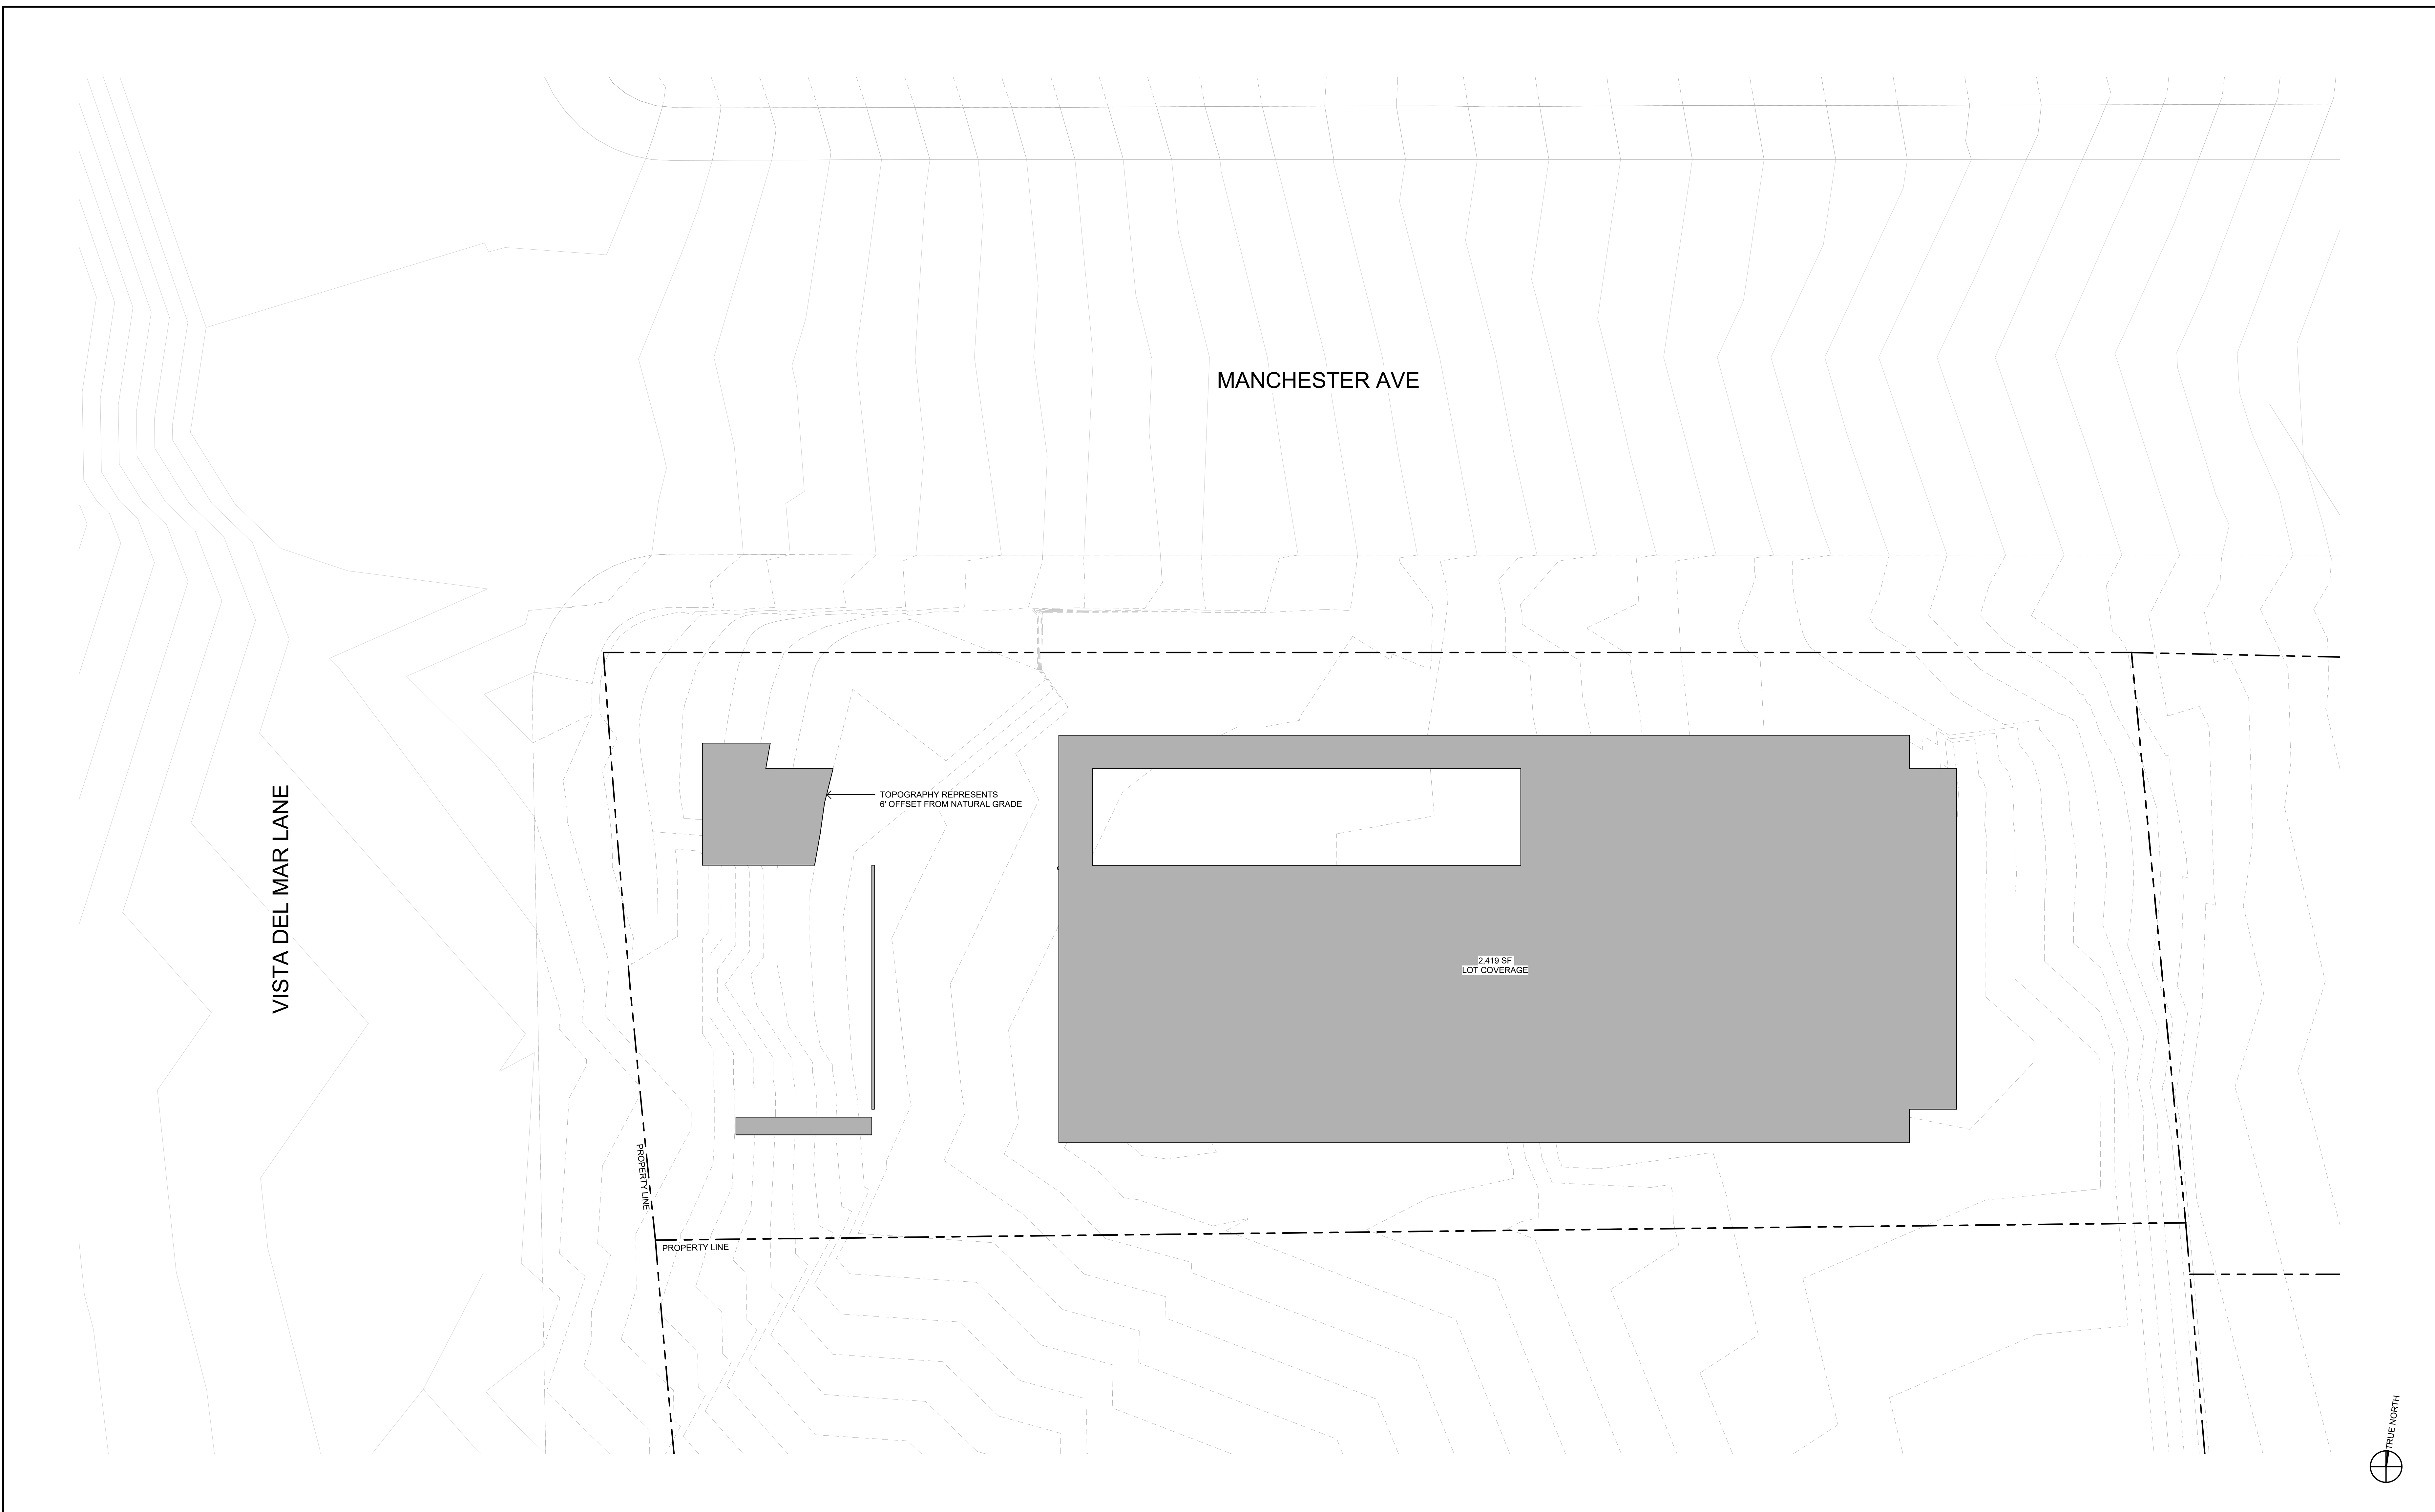 MANCHESTER AVE
VISTA DEL MAR LANE
TOPOGRAPHY REPRESENTS
6' OFFSET FROM NATURAL GRADE
2,419 SF
LOT COVERAGE
PROPERTY LINE
PROPERTY LINE
TRUE NORTH